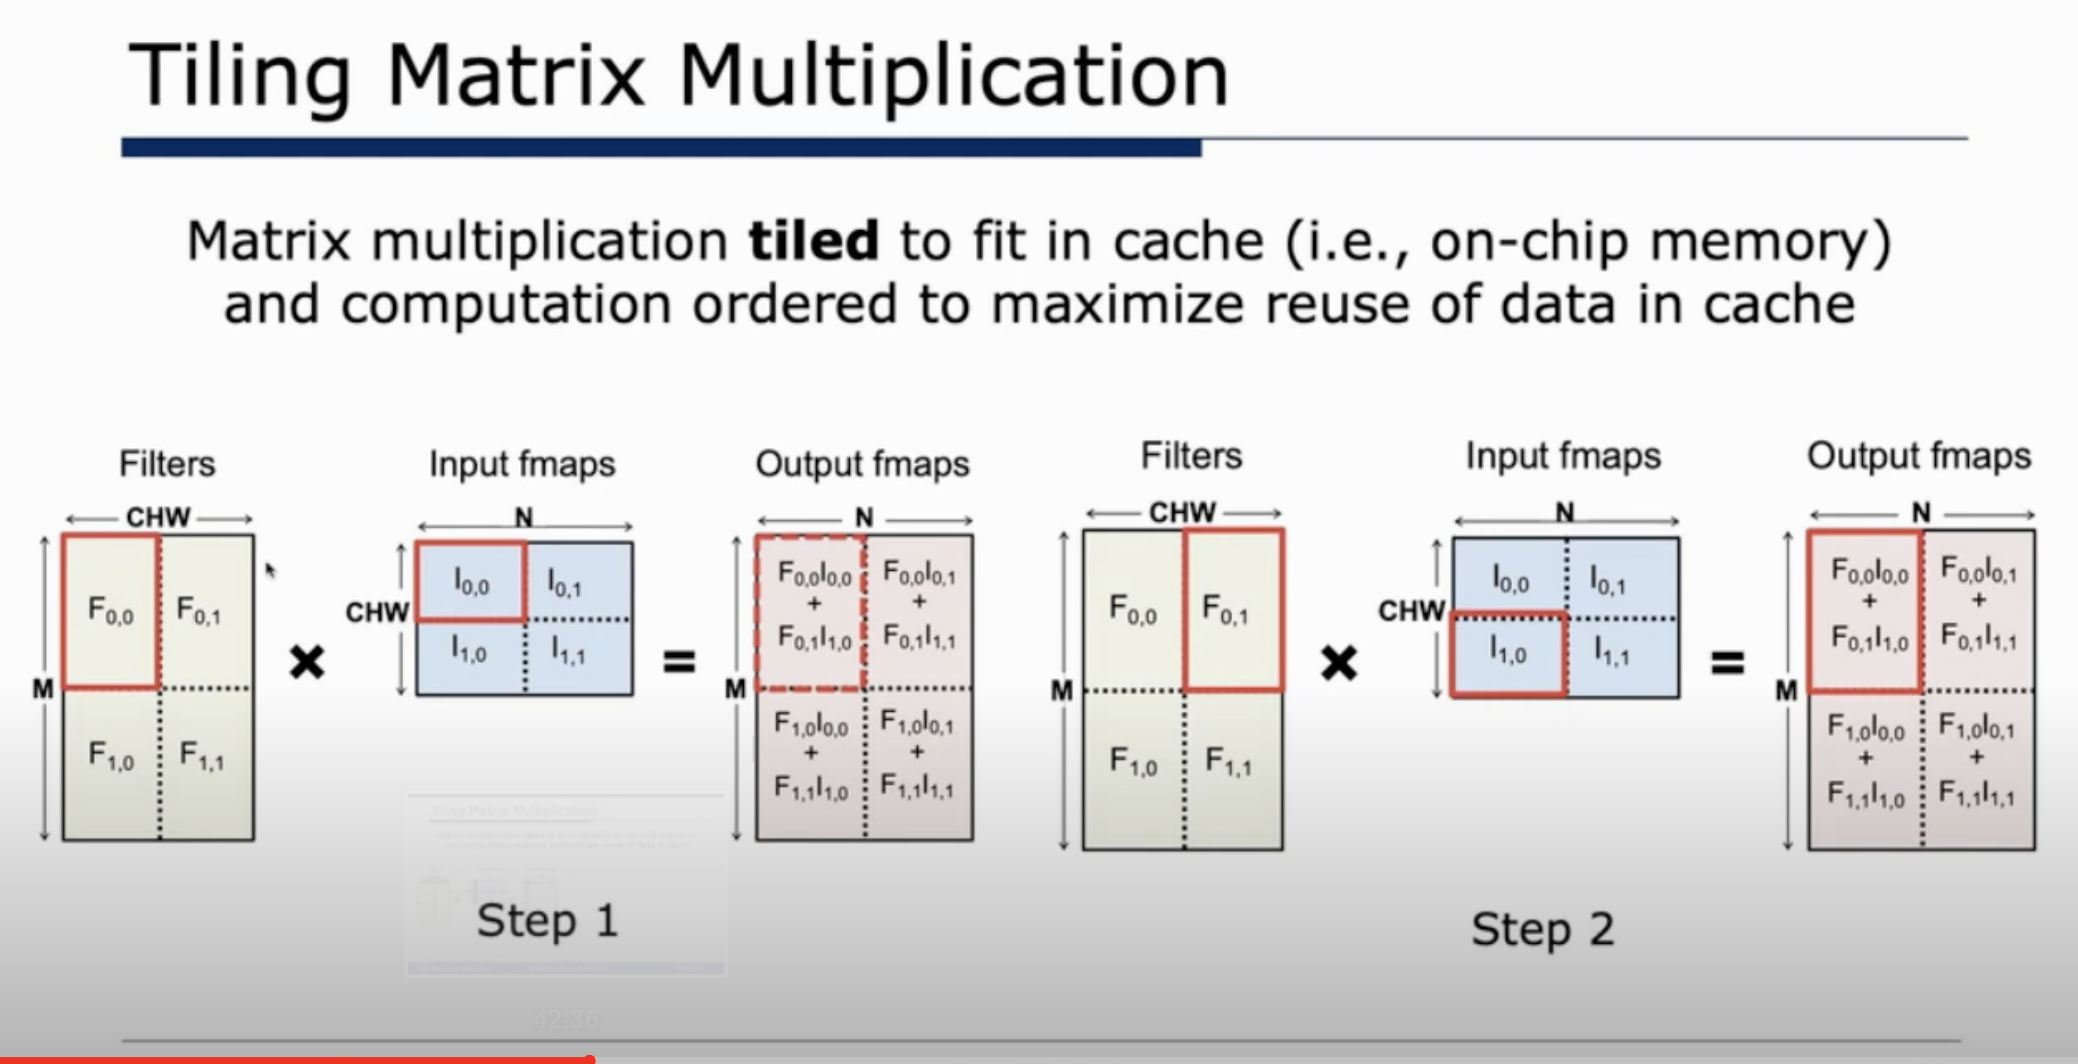 Tiling Matrix Multiplication
Matrix multiplication tiled to fit in cache (i.e., on-chip memory)
and computation ordered to maximize reuse of data in cache
Filters
CHW
M
F0,0 F0,1
F1,0 F1,1
×
Input fmaps
N
CHW
I0,0 I0,1
I1,0 I1,1
=
Output fmaps
N
M
F0,0I0,0 F0,0I0,1
+ +
F0,1I1,0 F0,1I1,1
F1,0I0,0 F1,0I0,1
+ +
F1,1I1,0 F1,1I1,1
Step 1
Filters
CHW
M
F0,0 F0,1
F1,0 F1,1
×
Input fmaps
N
CHW
I0,0 I0,1
I1,0 I1,1
=
Output fmaps
N
M
F0,0I0,0 F0,0I0,1
+ +
F0,1I1,0 F0,1I1,1
F1,0I0,0 F1,0I0,1
+ +
F1,1I1,0 F1,1I1,1
Step 2
Tiling Matrix Multiplication
42:36